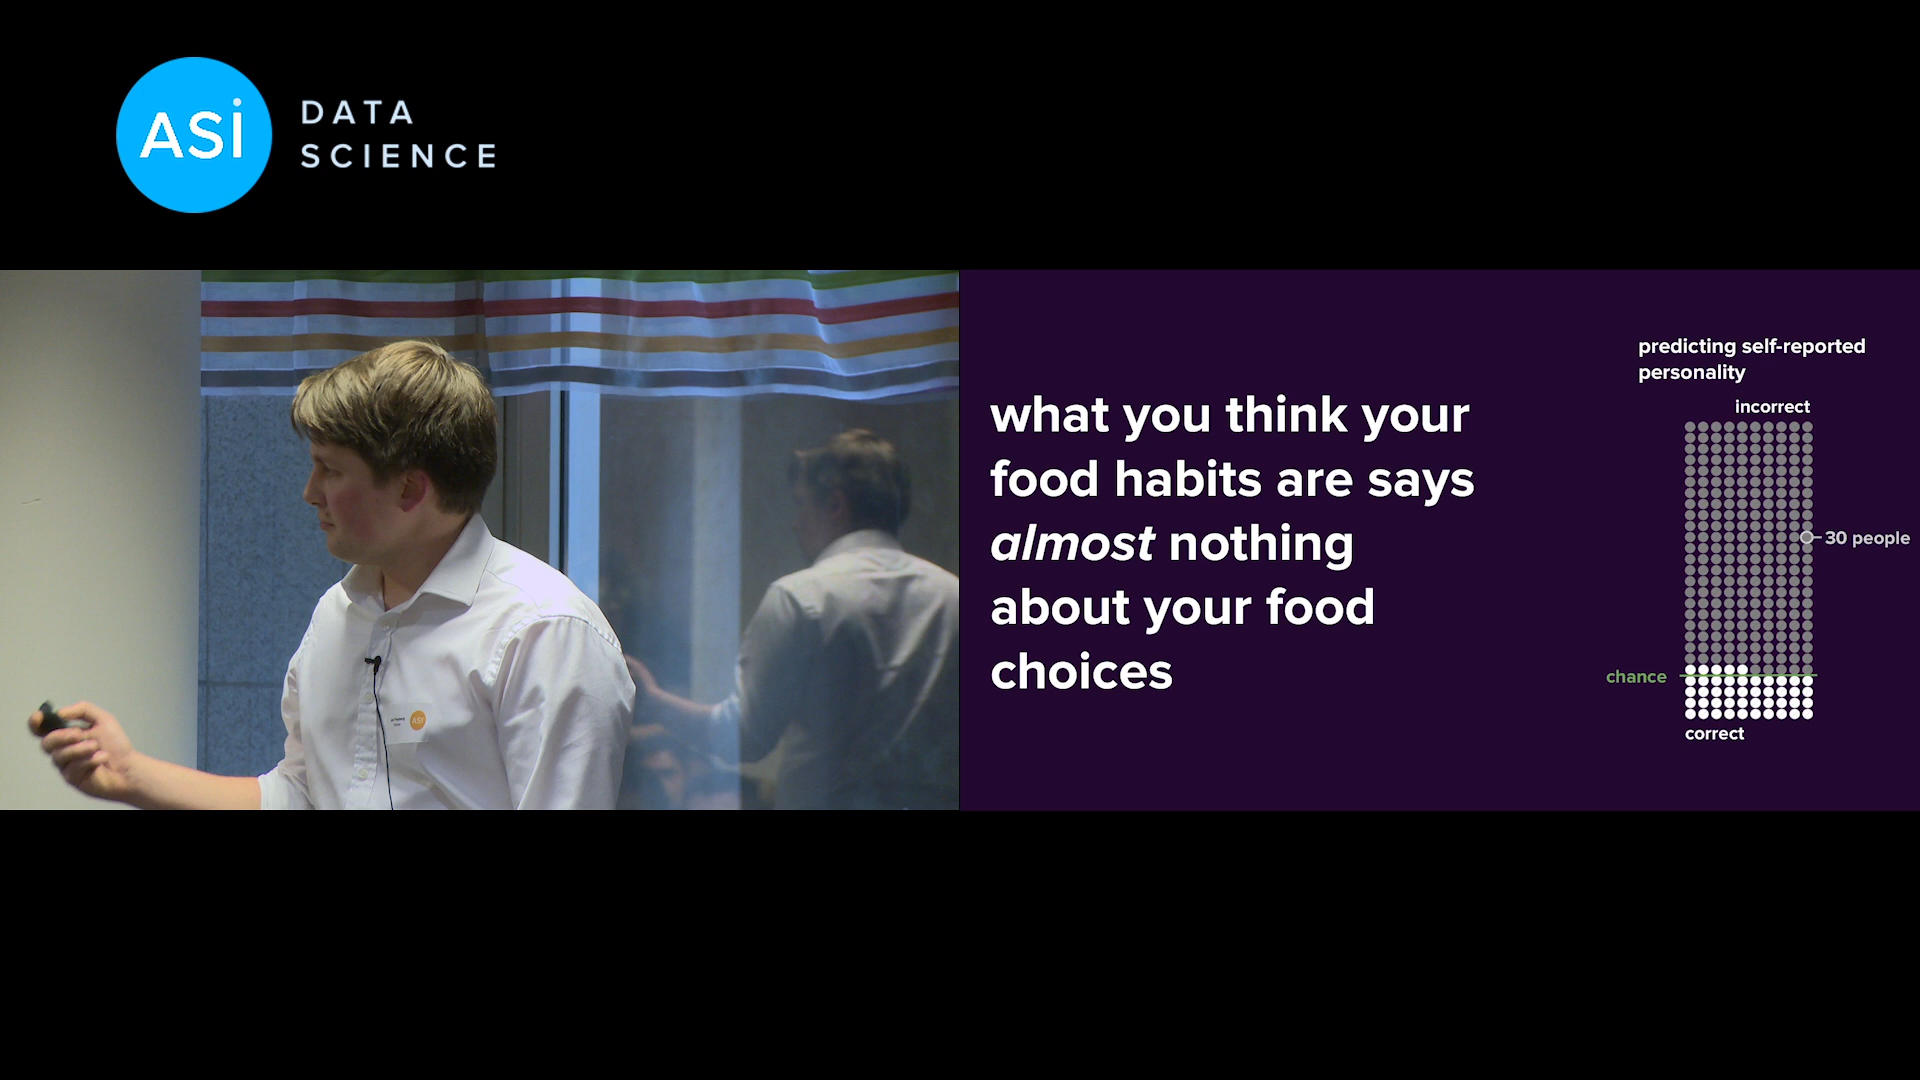 ASI
DATA
SCIENCE
what you think your
food habits are says
almost nothing
about your food
choices
predicting self-reported
personality
incorrect
30 people
chance
correct
ASI